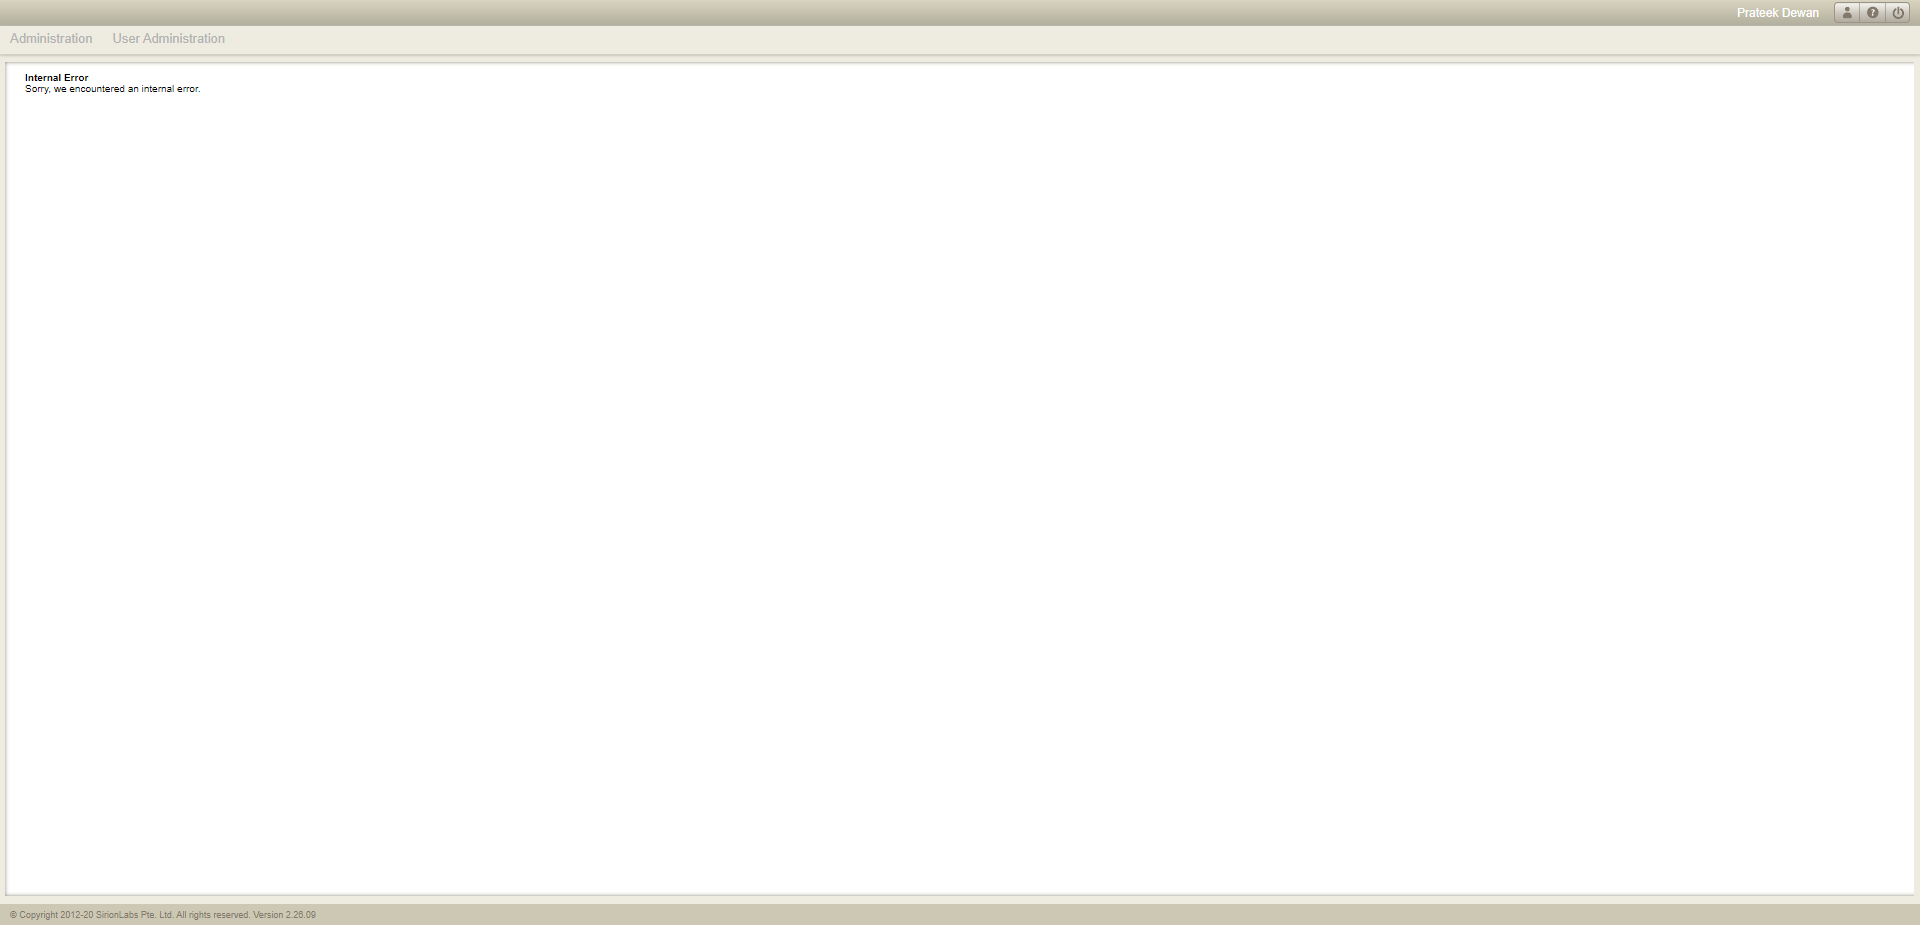 Prateek Dewan
Administration User Administration
Internal Error
Sorry, we encountered an internal error.
© Copyright 2012-20 SirionLabs Pte. Ltd. All rights reserved. Version 2.26.09